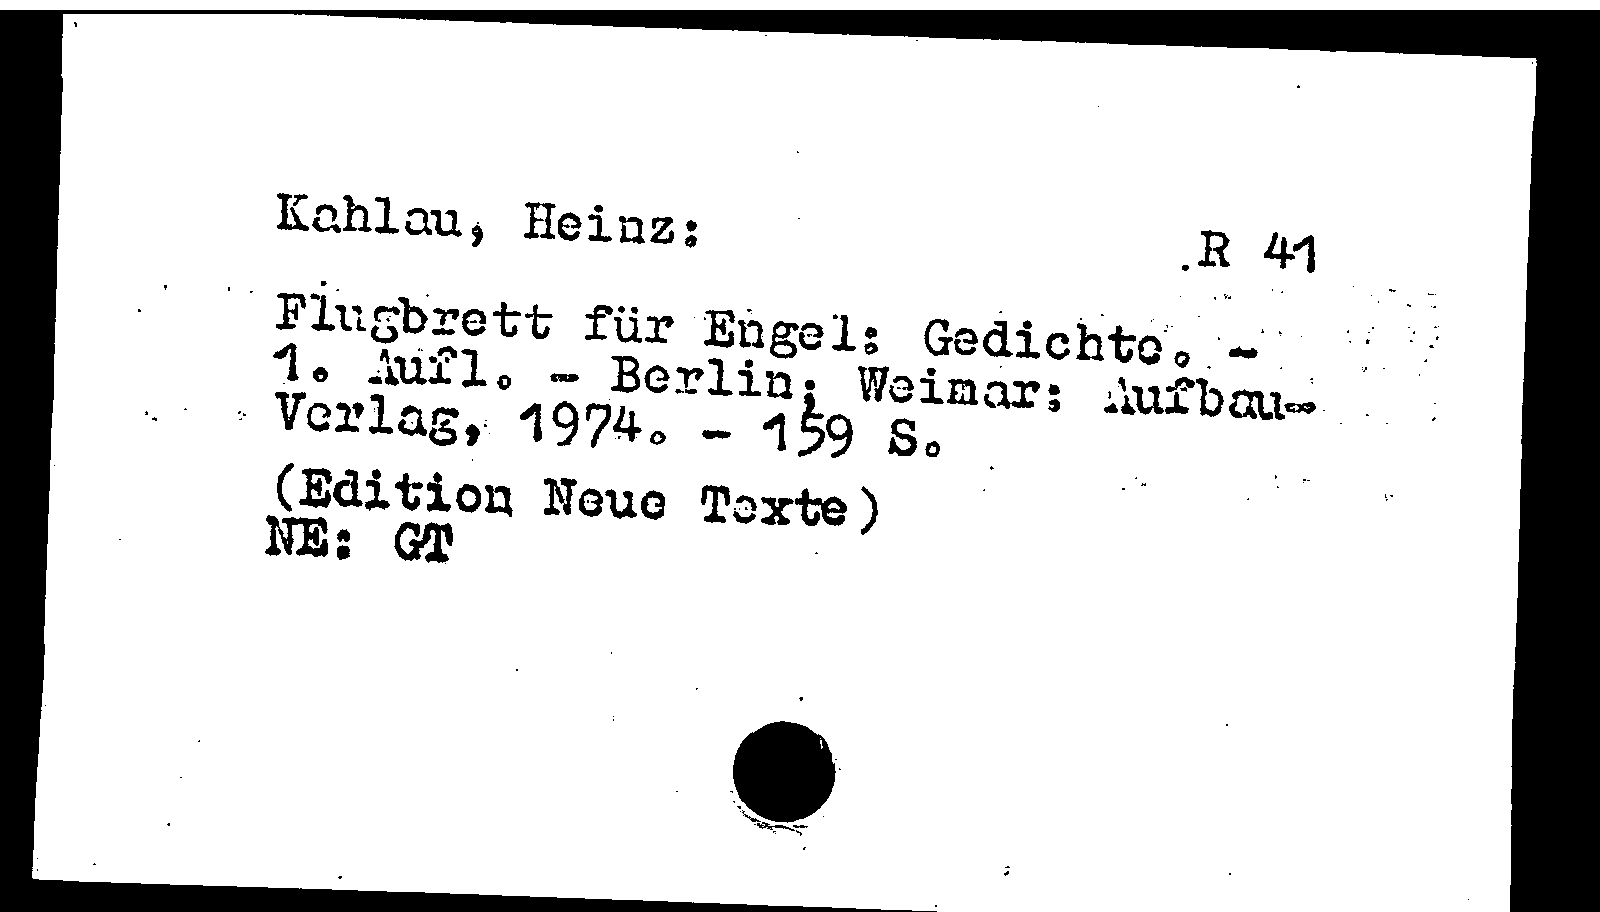 Kahlau, Heinz:
R 41
Flugbrett für Engel: Gedichte. -
1. Aufl. - Berlin; Weimar: Aufbau-
Verlag, 1974. - 159 S.
(Edition Neue Texte)
NE: GT